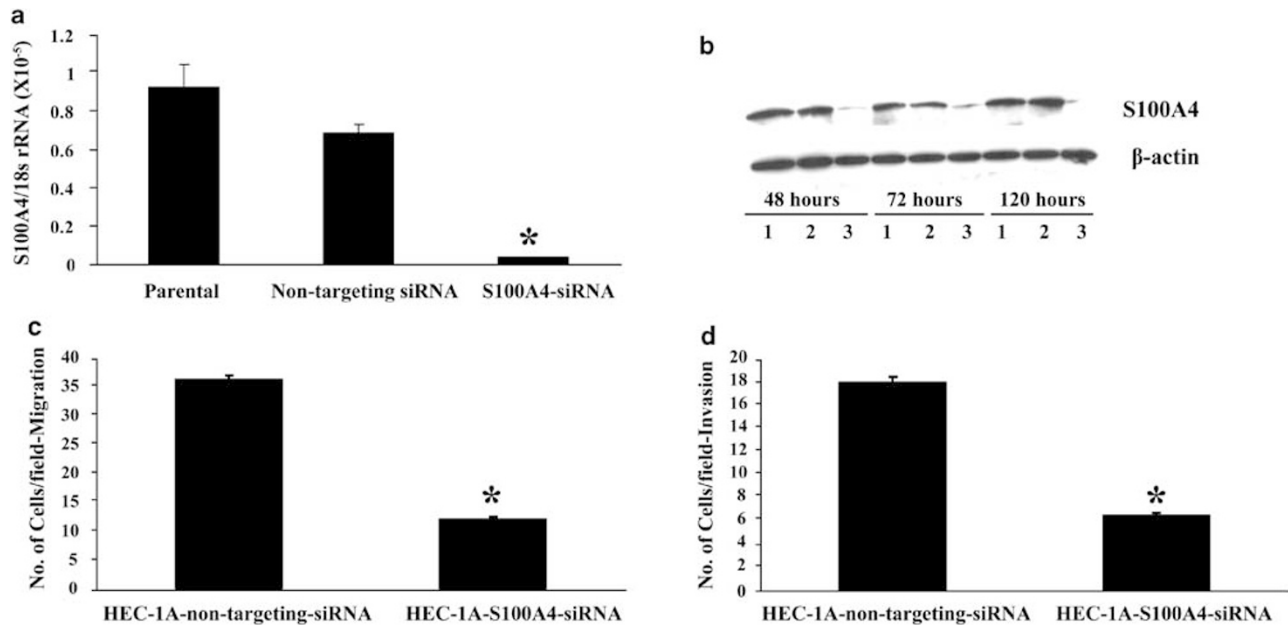 a
S100A4/18s rRNA (X10⁻⁵)
1.2
1
0.8
0.6
0.4
0.2
0
*
Parental Non-targeting siRNA S100A4-siRNA
b
S100A4
β-actin
48 hours 72 hours 120 hours
1 2 3 1 2 3 1 2 3
c
No. of Cells/field-Migration
40
35
30
25
20
15
10
5
0
*
HEC-1A-non-targeting-siRNA HEC-1A-S100A4-siRNA
d
No. of Cells/field-Invasion
20
18
16
14
12
10
8
6
4
2
0
*
HEC-1A-non-targeting-siRNA HEC-1A-S100A4-siRNA